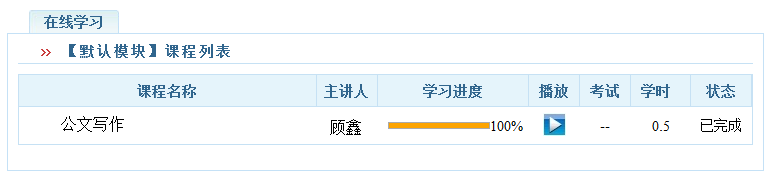 在线学习
【默认模块】课程列表
课程名称 主讲人 学习进度 播放 考试 学时 状态
公文写作 顾鑫 100% -- 0.5 已完成